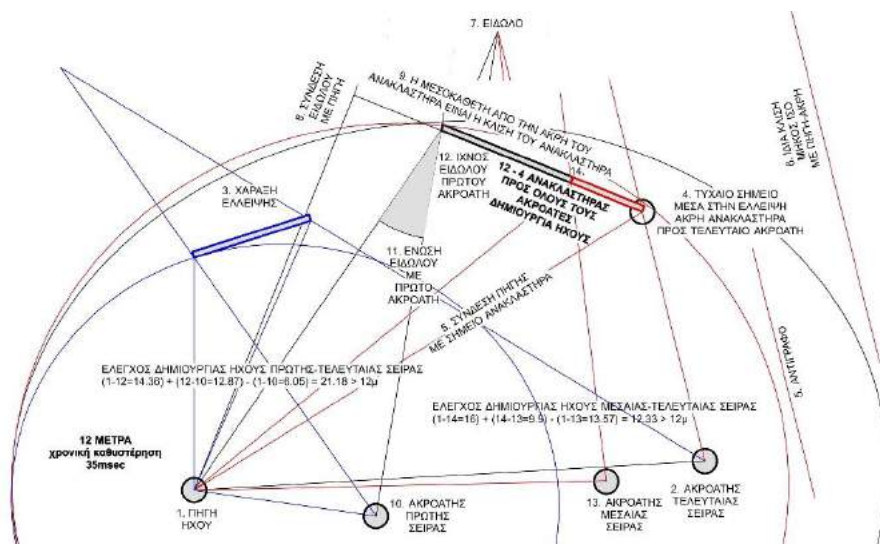 7. ΕΙΔΩΛΟ
8. ΣΥΝΔΕΣΗ
ΕΙΔΩΛΟΥ
ΜΕ ΠΗΓΗ
9. Η ΜΕΣΟΚΑΘΕΤΗ ΑΠΟ ΤΗΝ ΑΚΡΗ ΤΟΥ
ΑΝΑΚΛΑΣΤΗΡΑ ΕΙΝΑΙ Η ΚΛΙΣΗ ΤΟΥ ΑΝΑΚΛΑΣΤΗΡΑ
6. ΙΔΙΑ ΚΛΙΣΗ
ΜΗΚΟΣ ΙΣΟ
ΜΕ ΠΗΓΗ-ΑΚΡΗ
14-
12. ΙΧΝΟΣ
ΕΙΔΩΛΟΥ
ΠΡΩΤΟΥ
ΑΚΡΟΑΤΗ
12 - 4 ΑΝΑΚΛΑΣΤΗΡΑΣ
ΠΡΟΣ ΟΛΟΥΣ ΤΟΥΣ
ΑΚΡΟΑΤΕΣ
ΔΗΜΙΟΥΡΓΙΑ ΗΧΟΥΣ
3. ΧΑΡΑΞΗ
ΕΛΛΕΙΨΗΣ
4. ΤΥΧΑΙΟ ΣΗΜΕΙΟ
ΜΕΣΑ ΣΤΗΝ ΕΛΛΕΙΨΗ
ΑΚΡΗ ΑΝΑΚΛΑΣΤΗΡΑ
ΠΡΟΣ ΤΕΛΕΥΤΑΙΟ ΑΚΡΟΑΤΗ
11. ΕΝΩΣΗ
ΕΙΔΩΛΟΥ
ΜΕ
ΠΡΩΤΟ
ΑΚΡΟΑΤΗ
5. ΣΥΝΔΕΣΗ ΠΗΓΗΣ
ΜΕ ΣΗΜΕΙΟ ΑΝΑΚΛΑΣΤΗΡΑ
5. ΑΝΤΙΓΡΑΦΟ
ΕΛΕΓΧΟΣ ΔΗΜΙΟΥΡΓΙΑΣ ΗΧΟΥΣ ΠΡΩΤΗΣ-ΤΕΛΕΥΤΑΙΑΣ ΣΕΙΡΑΣ
(1-12=14.36) + (12-10=12.87) - (1-10=6.05) = 21.18 > 12μ
ΕΛΕΓΧΟΣ ΔΗΜΙΟΥΡΓΙΑΣ ΗΧΟΥΣ ΜΕΣΑΙΑΣ-ΤΕΛΕΥΤΑΙΑΣ ΣΕΙΡΑΣ
(1-14=16) + (14-13=9.9) - (1-13=13.57) = 12.33 > 12μ
12 ΜΕΤΡΑ
χρονική καθυστέρηση
35msec
1. ΠΗΓΗ
ΗΧΟΥ
10. ΑΚΡΟΑΤΗΣ
ΠΡΩΤΗΣ
ΣΕΙΡΑΣ
13. ΑΚΡΟΑΤΗΣ
ΜΕΣΑΙΑΣ
ΣΕΙΡΑΣ
2. ΑΚΡΟΑΤΗΣ
ΤΕΛΕΥΤΑΙΑΣ
ΣΕΙΡΑΣ